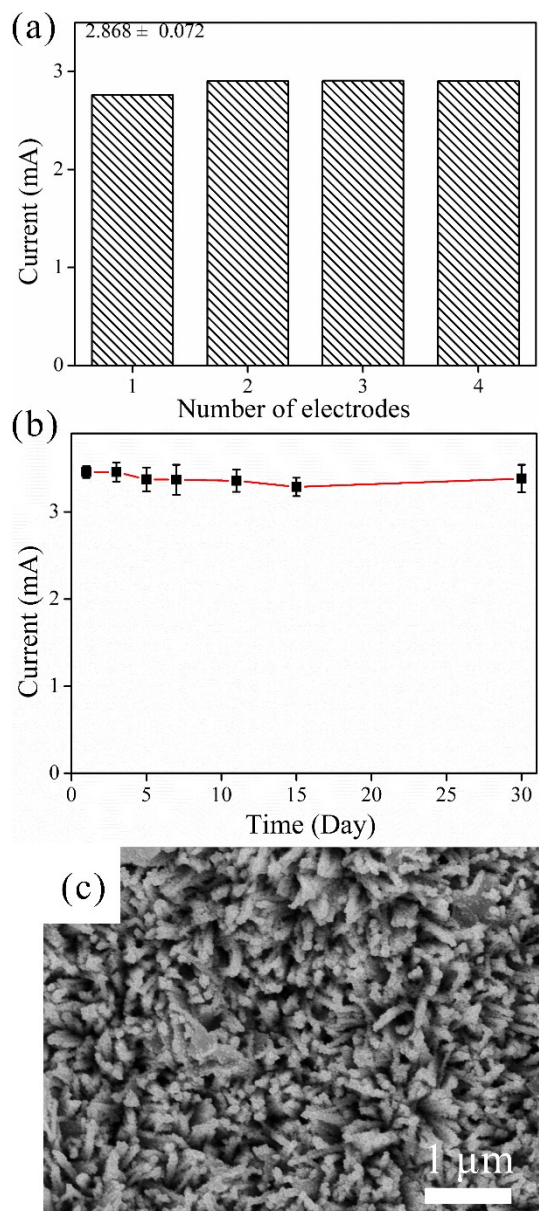 (a)
2.868 ± 0.072
3
2
1
0
Current (mA)
1 2 3 4
Number of electrodes
(b)
3
2
1
0
Current (mA)
0 5 10 15 20 25 30
Time (Day)
(c)
1 μm